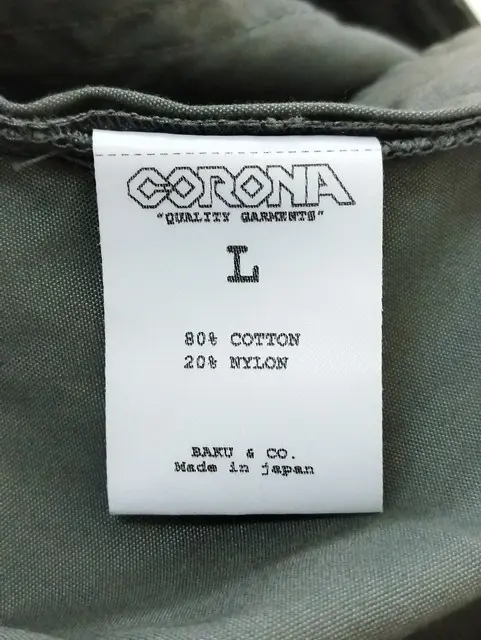 CORONA
"QUALITY GARMENTS"
L
80% COTTON
20% NYLON
BAKU & CO.
Made in japan